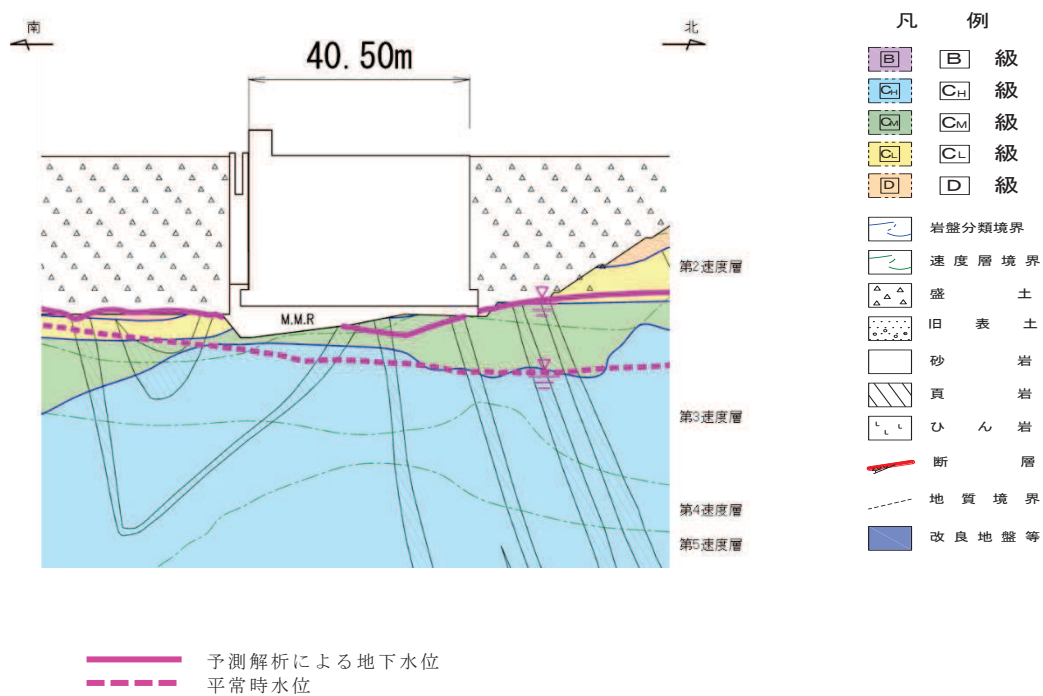 南
北
40.50m
M.M.R
第2速度層
第3速度層
第4速度層
第5速度層
凡 例
B B 級
CH CH 級
CM CM 級
CL CL 級
D D 級
岩盤分類境界
速度層境界
盛土
旧表土
砂岩
頁岩
ひん岩
断層
地質境界
改良地盤等
予測解析による地下水位
平常時水位